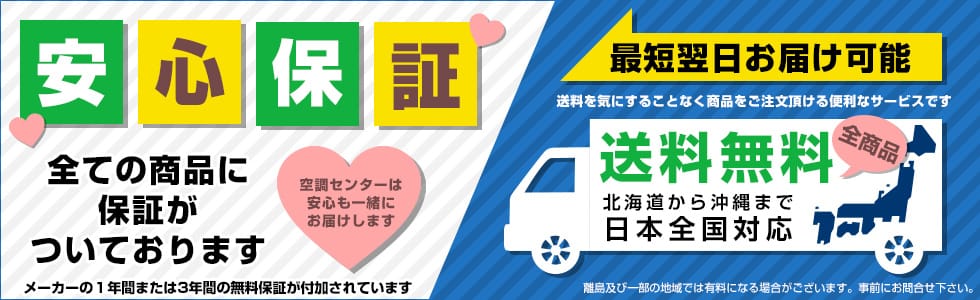 安心保証
全ての商品に
保証が
ついております
空調センターは
安心も一緒に
お届けします
メーカーの1年間または3年間の無料保証が付加されています
最短翌日お届け可能
送料を気にすることなく商品をご注文頂ける便利なサービスです
送料無料
全商品
北海道から沖縄まで
日本全国対応
離島及び一部の地域では有料になる場合がございます。事前にお問合せ下さい。